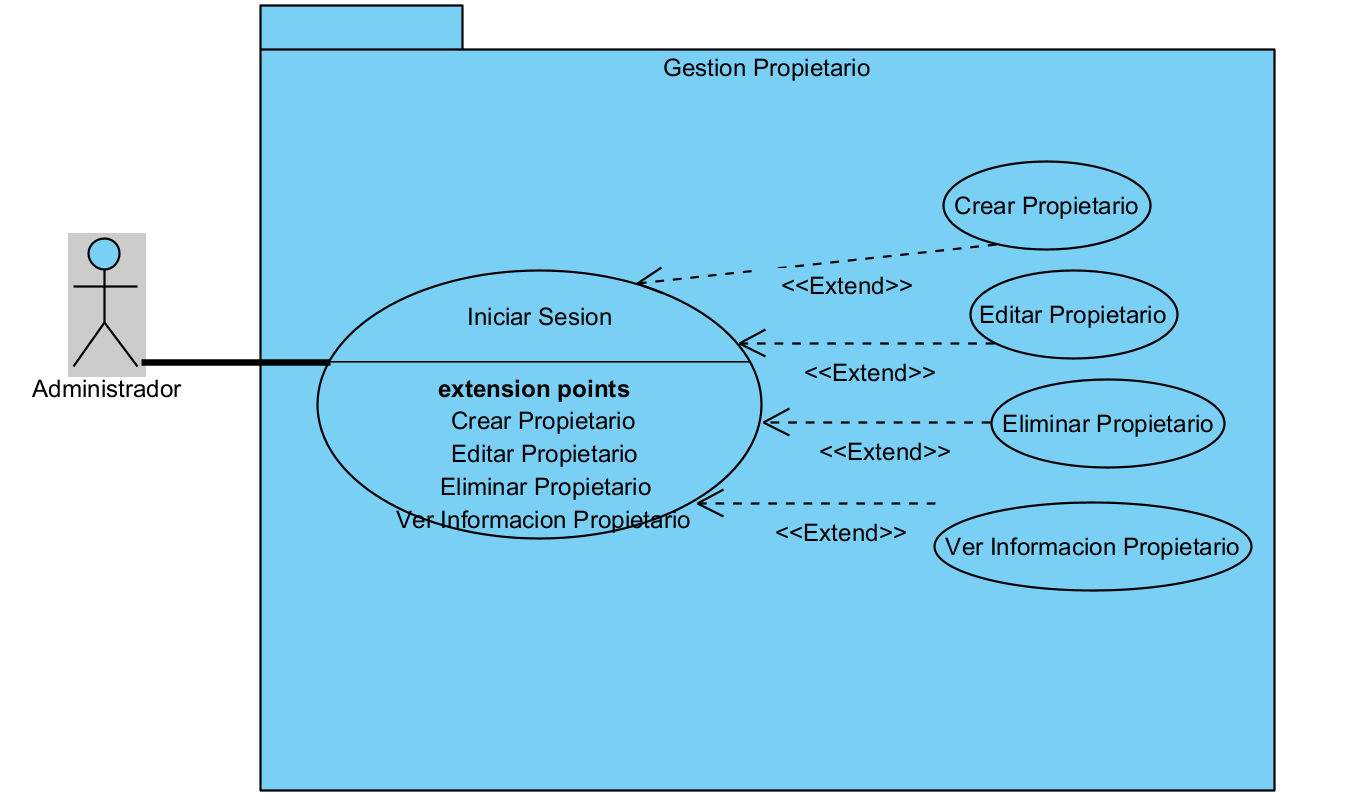 Gestion Propietario
Administrador
Iniciar Sesion
extension points
Crear Propietario
Editar Propietario
Eliminar Propietario
Ver Informacion Propietario
<<Extend>>
<<Extend>>
<<Extend>>
<<Extend>>
Crear Propietario
Editar Propietario
Eliminar Propietario
Ver Informacion Propietario